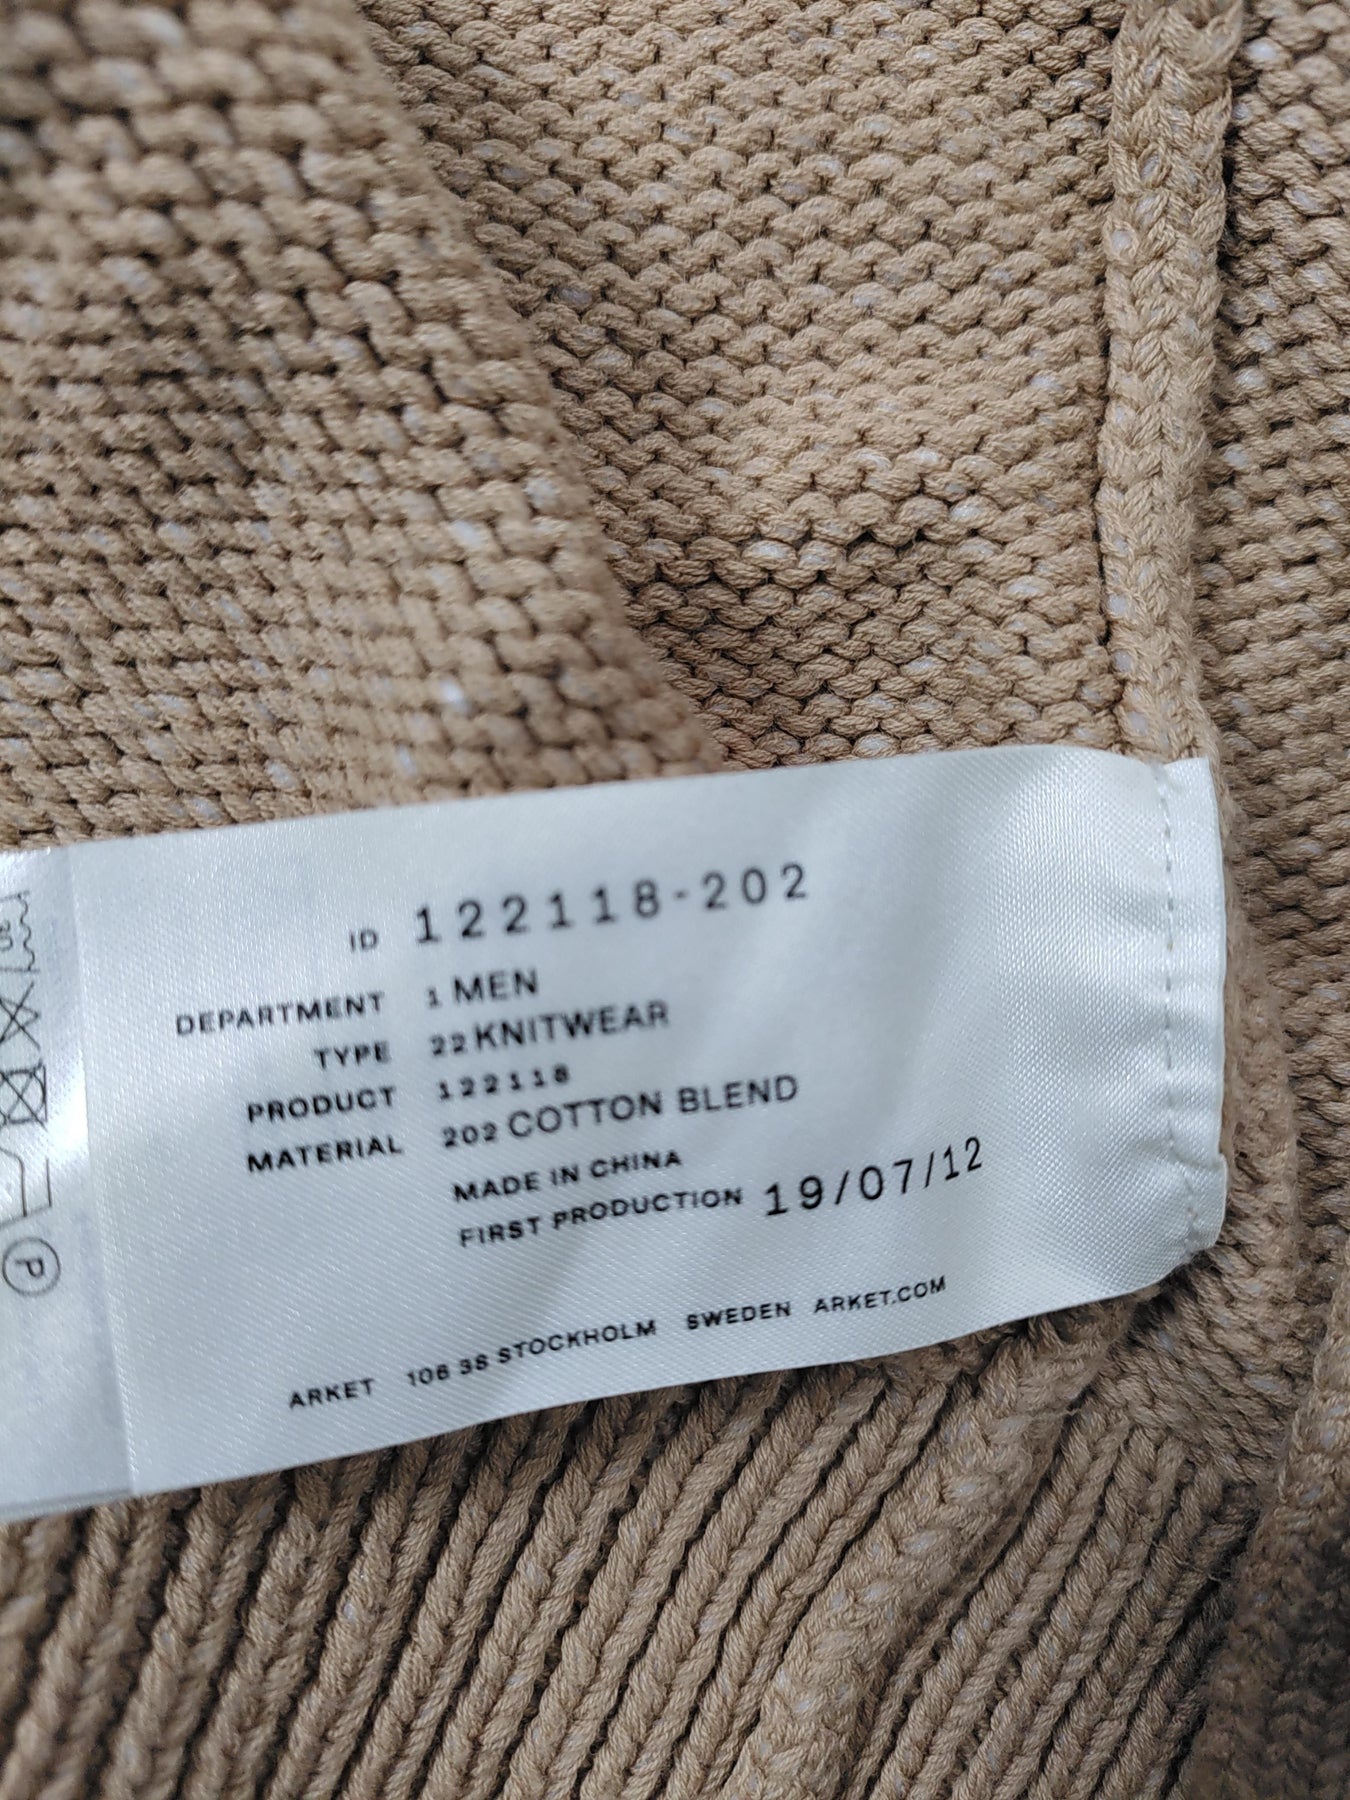 ID 122118-202
DEPARTMENT 1 MEN
TYPE 22 KNITWEAR
PRODUCT 122118
MATERIAL 202 COTTON BLEND
MADE IN CHINA
FIRST PRODUCTION 19/07/12
ARKET 106 38 STOCKHOLM SWEDEN ARKET.COM
30
P